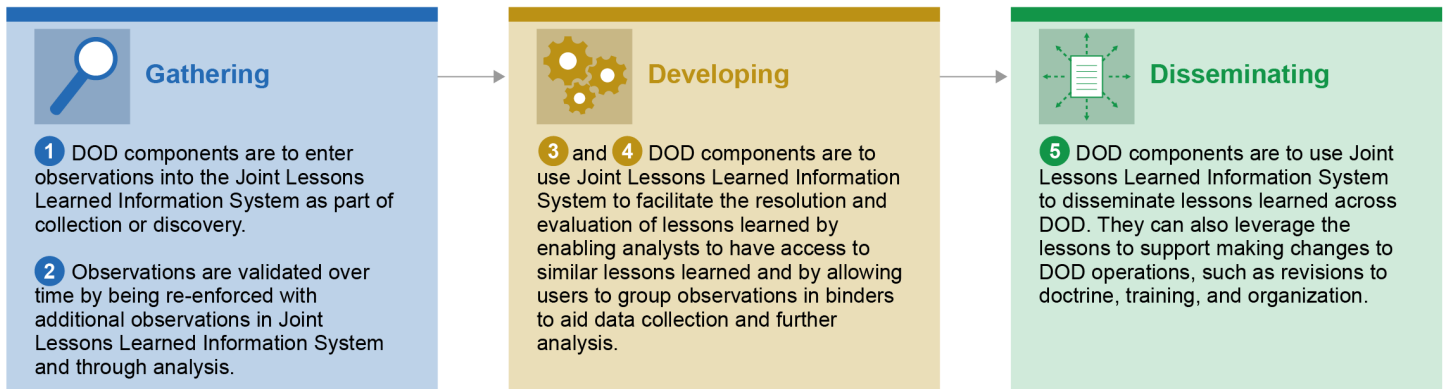 Gathering
1 DOD components are to enter
observations into the Joint Lessons
Learned Information System as part of
collection or discovery.
2 Observations are validated over
time by being re-enforced with
additional observations in Joint
Lessons Learned Information System
and through analysis.
Developing
3 and 4 DOD components are to
use Joint Lessons Learned Information
System to facilitate the resolution and
evaluation of lessons learned by
enabling analysts to have access to
similar lessons learned and by allowing
users to group observations in binders
to aid data collection and further
analysis.
Disseminating
5 DOD components are to use Joint
Lessons Learned Information System
to disseminate lessons learned across
DOD. They can also leverage the
lessons to support making changes to
DOD operations, such as revisions to
doctrine, training, and organization.